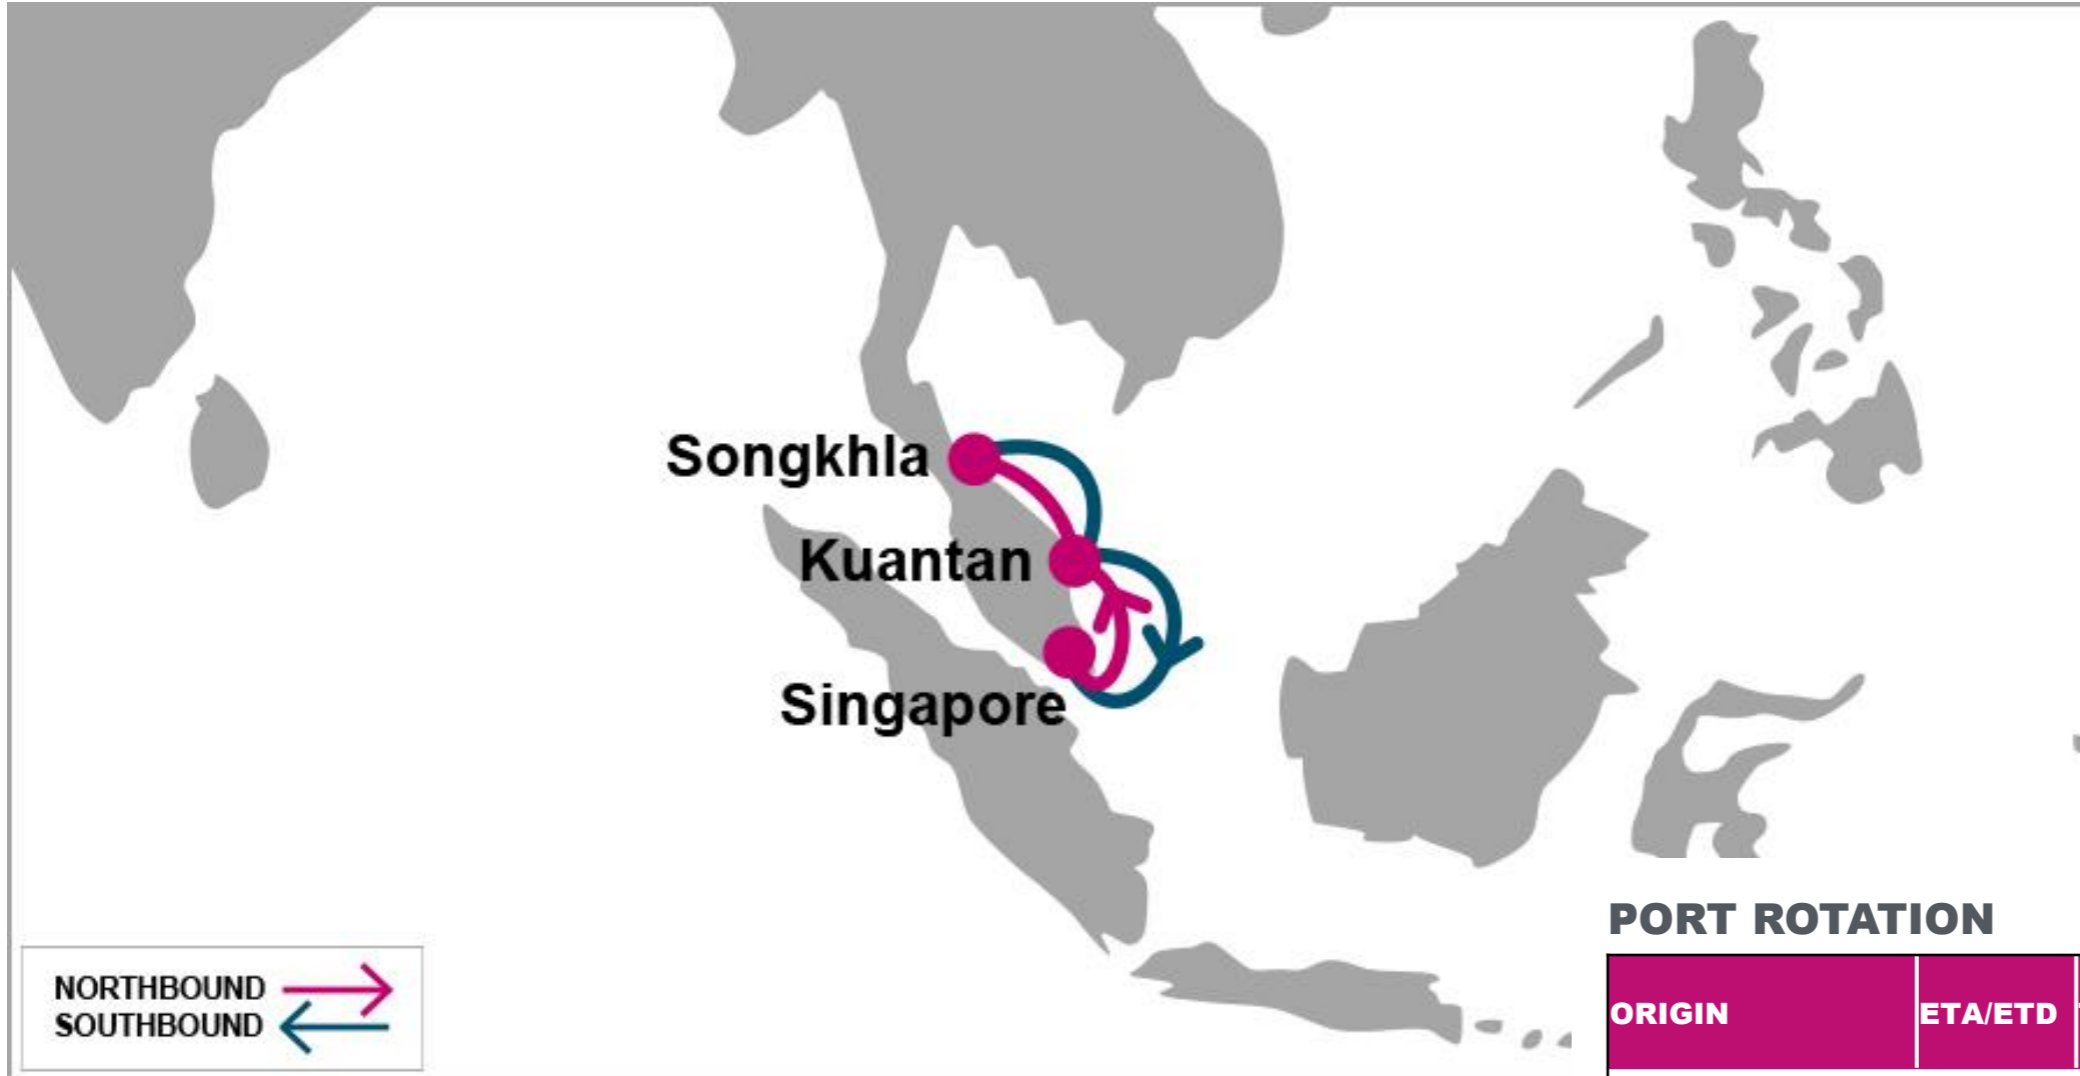 Songkhla
Kuantan
Singapore
NORTHBOUND
SOUTHBOUND
PORT ROTATION
ORIGIN ETA/ETD